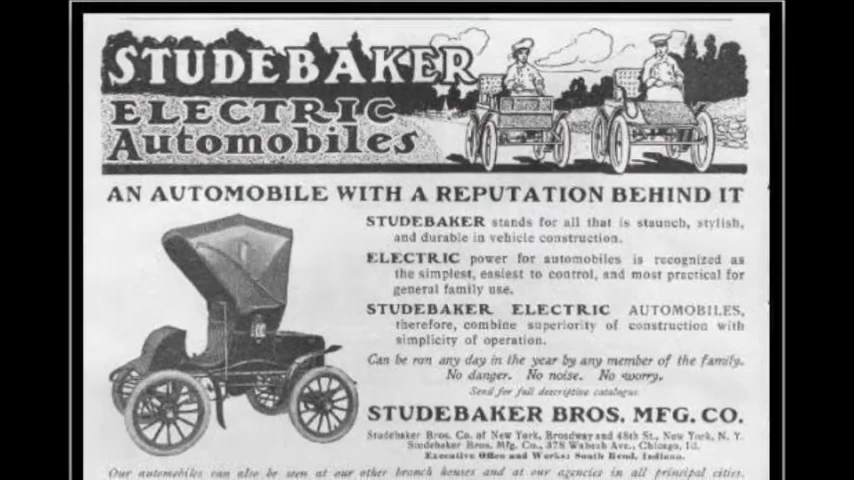 STUDEBAKER
ELECTRIC
Automobiles
AN AUTOMOBILE WITH A REPUTATION BEHIND IT
STUDEBAKER stands for all that is staunch, stylish,
and durable in vehicle construction.
ELECTRIC power for automobiles is recognized as
the simplest, easiest to control, and most practical for
general family use.
STUDEBAKER ELECTRIC AUTOMOBILES,
therefore, combine superiority of construction with
simplicity of operation.
Can be run any day in the year by any member of the family.
No danger. No noise. No worry.
Send for full descriptive catalogue.
STUDEBAKER BROS. MFG. CO.
Studebaker Bros. Co. of New York, Broadway and 48th St., New York, N. Y.
Studebaker Bros. Mfg. Co., 378 Wabash Ave., Chicago, Ill.
Executive Office and Works: South Bend, Indiana.
Our automobiles can also be seen at our other branch houses and at our agencies in all principal cities.